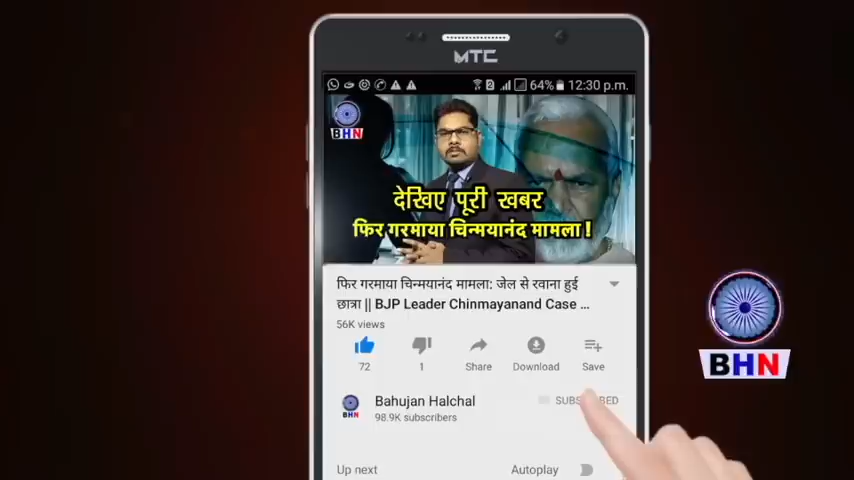 MTC
64% 12:30 p.m.
BHN
देखिए पूरी खबर
फिर गरमाया चिन्मयानंद मामला !
फिर गरमाया चिन्मयानंद मामला: जेल से रवाना हुई
छात्रा || BJP Leader Chinmayanand Case ...
56K views
72 1 Share Download Save
BHN
Bahujan Halchal
98.9K subscribers
BHN
Up next Autoplay